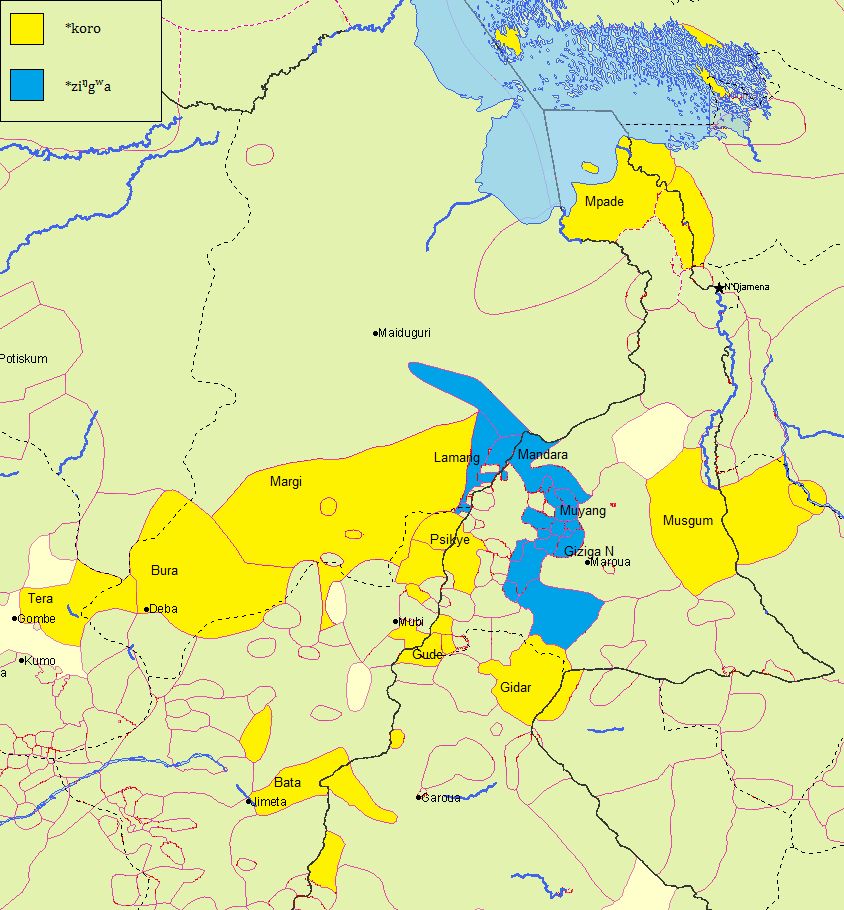 *koro
*ziᵑgʷa
Mpade
N'Djamena
Maiduguri
Potiskum
Lamang
Mandara
Margi
Muyang
Musgum
Psikye
Giziga N
Maroua
Bura
Tera
Deba
Gombe
Mubi
Gude
Kumo
a
Gidar
Bata
Jimeta
Garoua